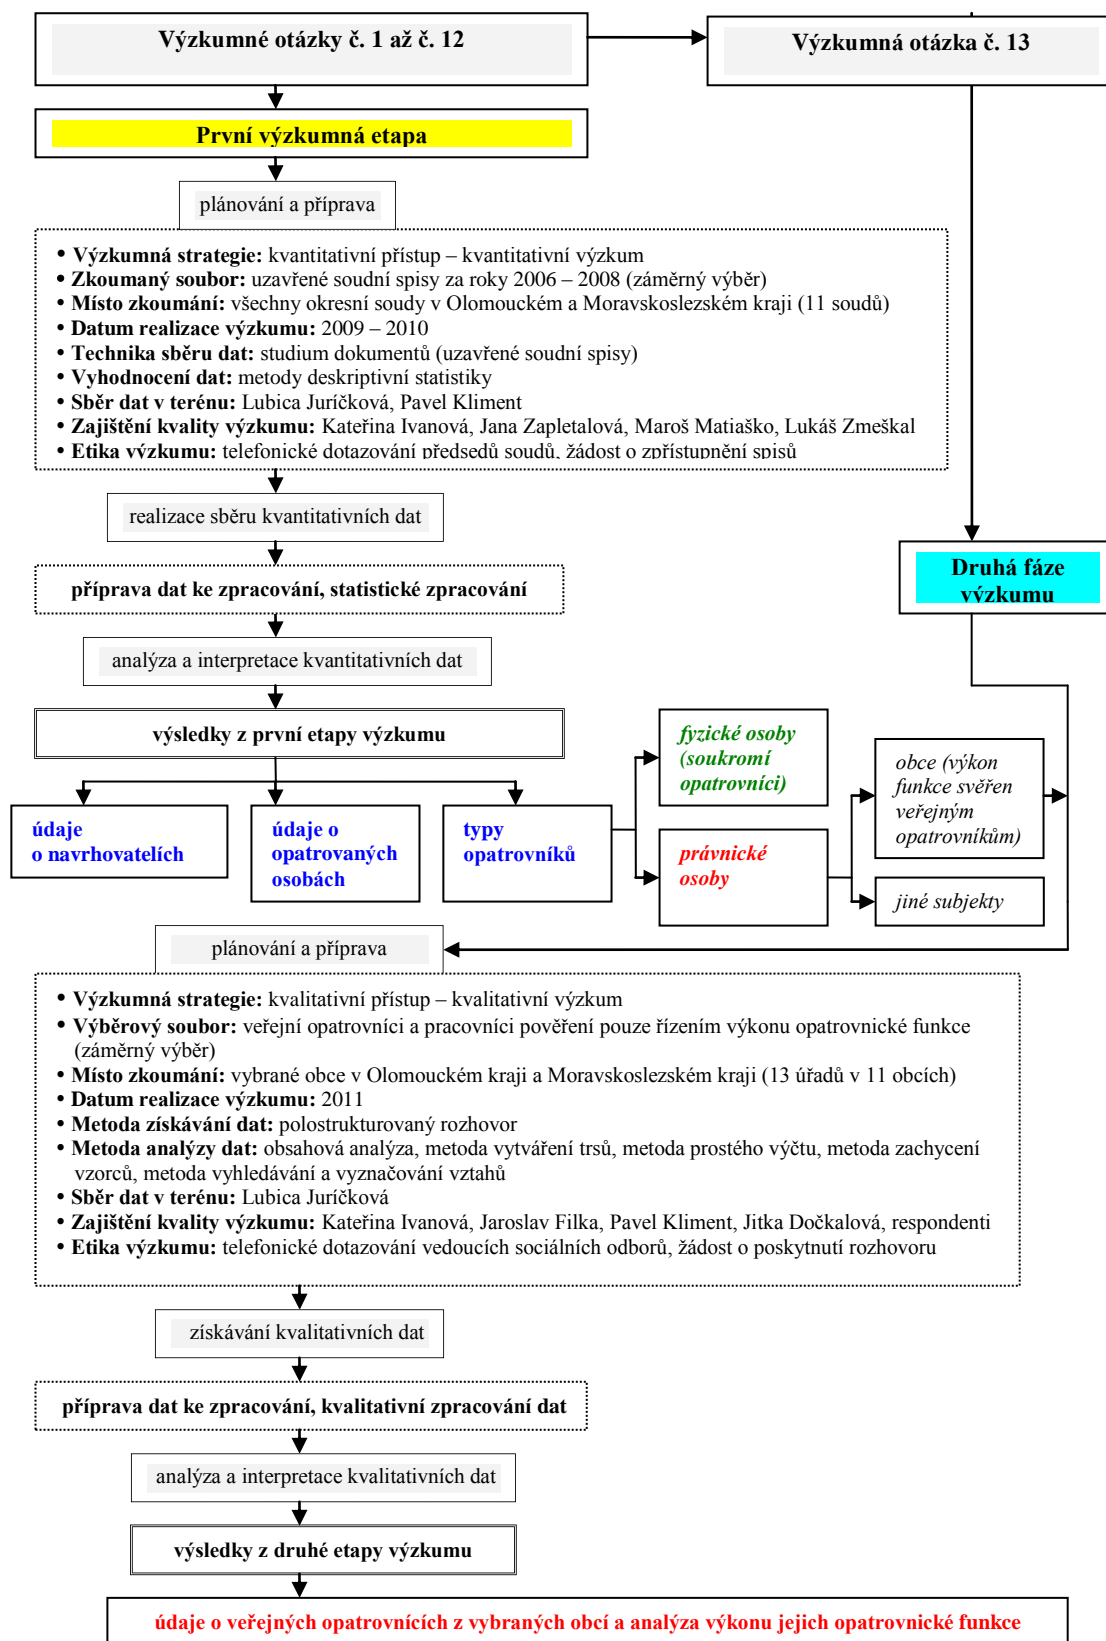 Výzkumné otázky č. 1 až č. 12
Výzkumná otázka č. 13
První výzkumná etapa
plánování a příprava
• Výzkumná strategie: kvantitativní přístup – kvantitativní výzkum
• Zkoumaný soubor: uzavřené soudní spisy za roky 2006 – 2008 (záměrný výběr)
• Místo zkoumání: všechny okresní soudy v Olomouckém a Moravskoslezském kraji (11 soudů)
• Datum realizace výzkumu: 2009 – 2010
• Technika sběru dat: studium dokumentů (uzavřené soudní spisy)
• Vyhodnocení dat: metody deskriptivní statistiky
• Sběr dat v terénu: Lubica Juríčková, Pavel Kliment
• Zajištění kvality výzkumu: Kateřina Ivanová, Jana Zapletalová, Maroš Matiaško, Lukáš Zmeškal
• Etika výzkumu: telefonické dotazování předsedů soudů, žádost o zpřístupnění spisů
realizace sběru kvantitativních dat
Druhá fáze
výzkumu
příprava dat ke zpracování, statistické zpracování
analýza a interpretace kvantitativních dat
výsledky z první etapy výzkumu
fyzické osoby
(soukromí
opatrovníci)
obce (výkon
funkce svěřen
veřejným
opatrovníkům)
údaje
o navrhovatelích
údaje o
opatrovaných
osobách
typy
opatrovníků
právnické
osoby
jiné subjekty
plánování a příprava
• Výzkumná strategie: kvalitativní přístup – kvalitativní výzkum
• Výběrový soubor: veřejní opatrovníci a pracovníci pověření pouze řízením výkonu opatrovnické funkce
(záměrný výběr)
• Místo zkoumání: vybrané obce v Olomouckém kraji a Moravskoslezském kraji (13 úřadů v 11 obcích)
• Datum realizace výzkumu: 2011
• Metoda získávání dat: polostrukturovaný rozhovor
• Metoda analýzy dat: obsahová analýza, metoda vytváření trsů, metoda prostého výčtu, metoda zachycení
vzorců, metoda vyhledávání a vyznačování vztahů
• Sběr dat v terénu: Lubica Juríčková
• Zajištění kvality výzkumu: Kateřina Ivanová, Jaroslav Filka, Pavel Kliment, Jitka Dočkalová, respondenti
• Etika výzkumu: telefonické dotazování vedoucích sociálních odborů, žádost o poskytnutí rozhovoru
získávání kvalitativních dat
příprava dat ke zpracování, kvalitativní zpracování dat
analýza a interpretace kvalitativních dat
výsledky z druhé etapy výzkumu
údaje o veřejných opatrovnících z vybraných obcí a analýza výkonu jejich opatrovnické funkce